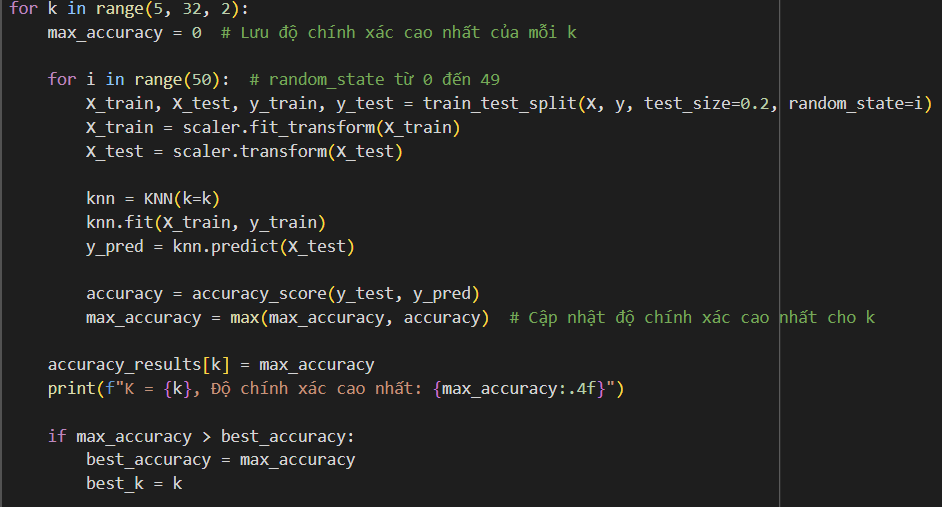 for k in range(5, 32, 2):
    max_accuracy = 0  # Lưu độ chính xác cao nhất của mỗi k
    for i in range(50):  # random_state từ 0 đến 49
        X_train, X_test, y_train, y_test = train_test_split(X, y, test_size=0.2, random_state=i)
        X_train = scaler.fit_transform(X_train)
        X_test = scaler.transform(X_test)
        knn = KNN(k=k)
        knn.fit(X_train, y_train)
        y_pred = knn.predict(X_test)
        accuracy = accuracy_score(y_test, y_pred)
        max_accuracy = max(max_accuracy, accuracy)  # Cập nhật độ chính xác cao nhất cho k
    accuracy_results[k] = max_accuracy
    print(f"K = {k}, Độ chính xác cao nhất: {max_accuracy:.4f}")
    if max_accuracy > best_accuracy:
        best_accuracy = max_accuracy
        best_k = k